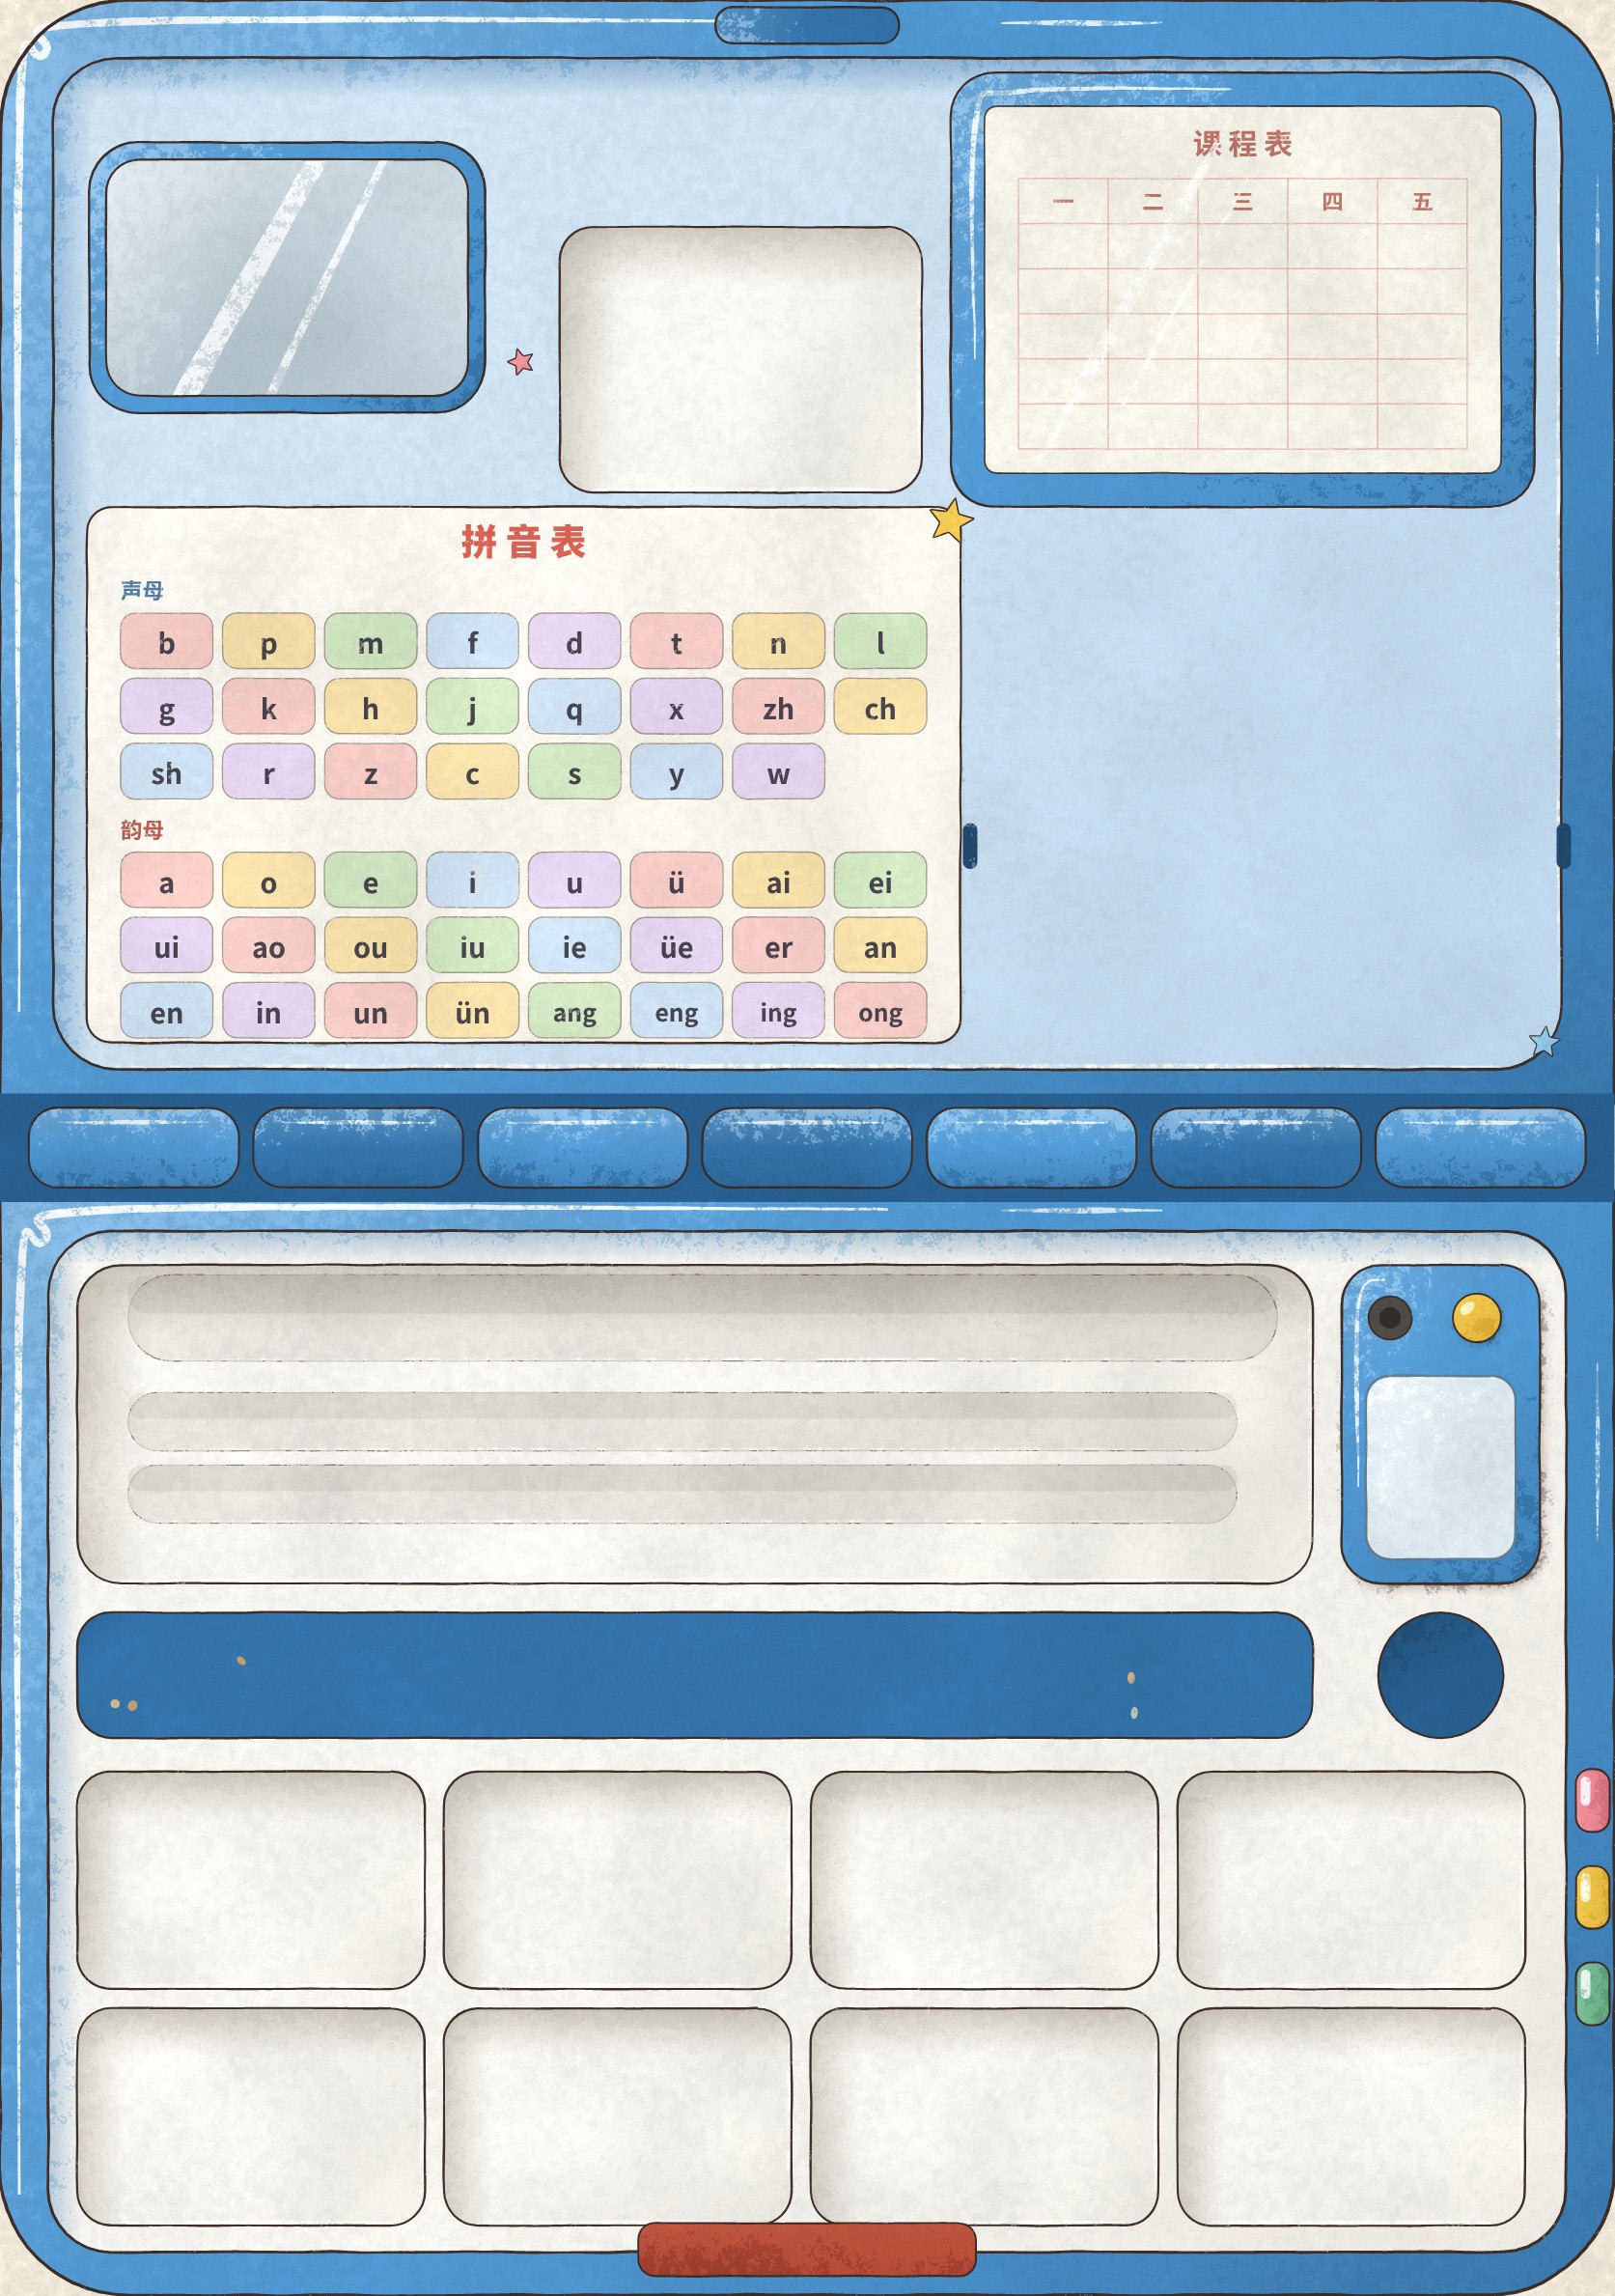 课程表
一 二 三 四 五
拼音表
声母
b p m f d t n l
g k h j q x zh ch
sh r z c s y w
韵母
a o e i u ü ai ei
ui ao ou iu ie üe er an
en in un ün ang eng ing ong